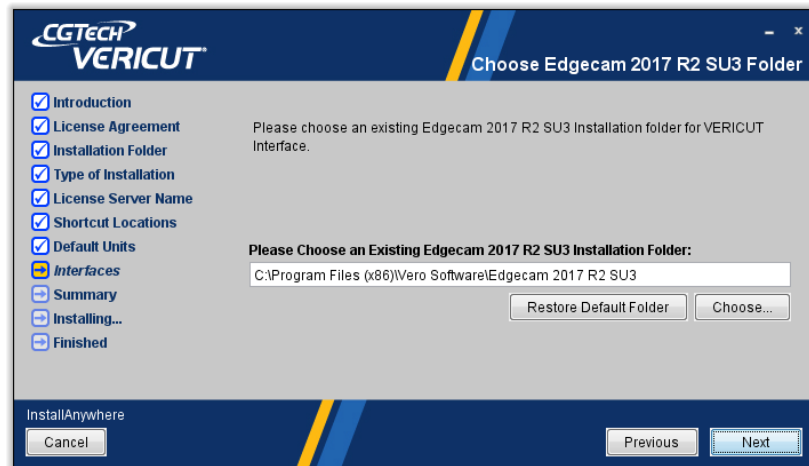 CGTECH
VERICUT
Choose Edgecam 2017 R2 SU3 Folder
Introduction
License Agreement
Installation Folder
Type of Installation
License Server Name
Shortcut Locations
Default Units
Interfaces
Summary
Installing...
Finished
Please choose an existing Edgecam 2017 R2 SU3 Installation folder for VERICUT
Interface.
Please Choose an Existing Edgecam 2017 R2 SU3 Installation Folder:
C:\Program Files (x86)\Vero Software\Edgecam 2017 R2 SU3
Restore Default Folder
Choose...
InstallAnywhere
Cancel
Previous
Next